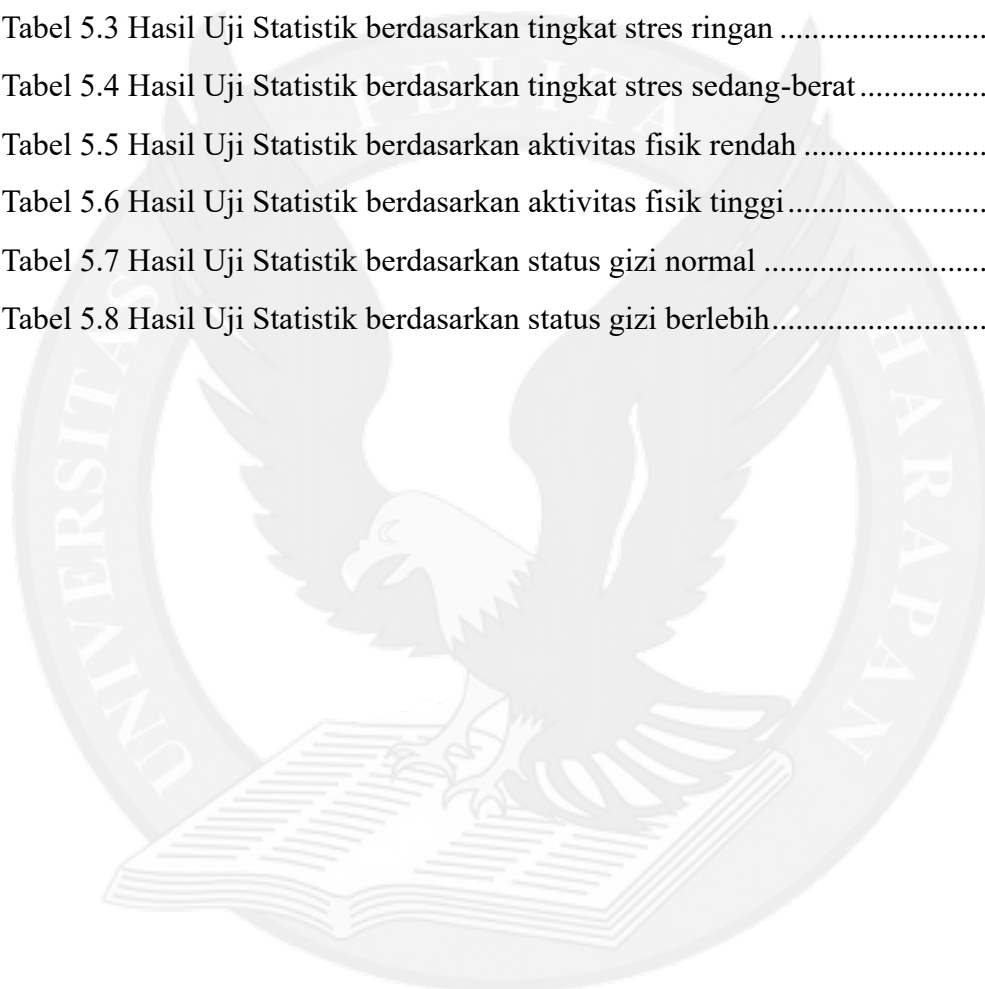 Tabel 5.3 Hasil Uji Statistik berdasarkan tingkat stres ringan ..........................
Tabel 5.4 Hasil Uji Statistik berdasarkan tingkat stres sedang-berat ................
Tabel 5.5 Hasil Uji Statistik berdasarkan aktivitas fisik rendah .......................
Tabel 5.6 Hasil Uji Statistik berdasarkan aktivitas fisik tinggi.........................
Tabel 5.7 Hasil Uji Statistik berdasarkan status gizi normal ............................
Tabel 5.8 Hasil Uji Statistik berdasarkan status gizi berlebih...........................
UNIVERSITAS PELITA HARAPAN